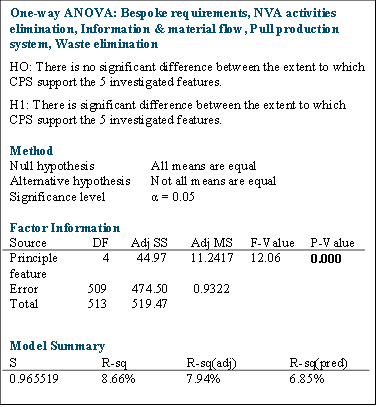 One-way ANOVA: Bespoke requirements, NVA activities
elimination, Information & material flow, Pull production
system, Waste elimination
HO: There is no significant difference between the extent to which
CPS support the 5 investigated features.
H1: There is significant difference between the extent to which
CPS support the 5 investigated features.
Method
Null hypothesis All means are equal
Alternative hypothesis Not all means are equal
Significance level α = 0.05
Factor Information
Source DF Adj SS Adj MS F-Value P-Value
Principle 4 44.97 11.2417 12.06 0.000
feature
Error 509 474.50 0.9322
Total 513 519.47
Model Summary
S R-sq R-sq(adj) R-sq(pred)
0.965519 8.66% 7.94% 6.85%